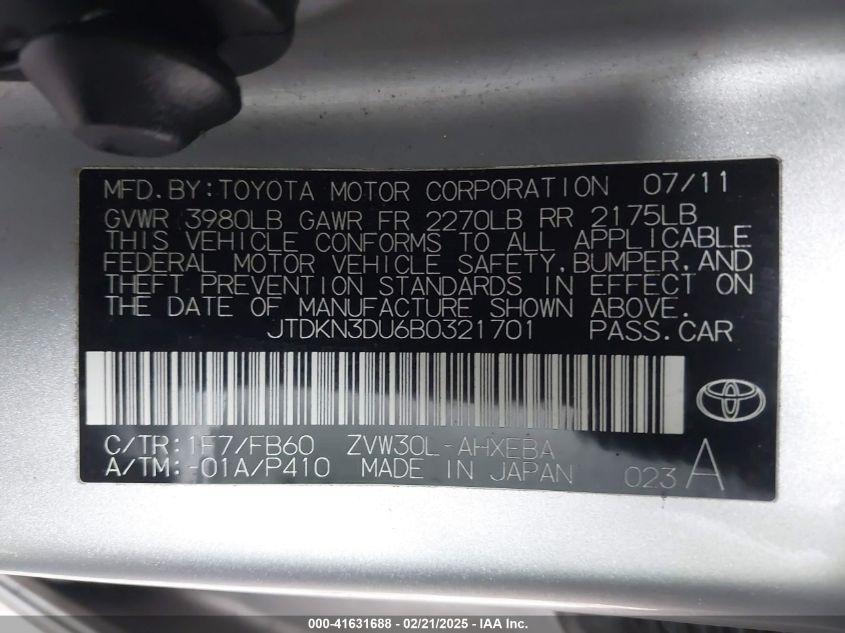 MFD. BY: TOYOTA MOTOR CORPORATION 07/11
GVWR 3980LB GAWR FR 2270LB RR 2175LB
THIS VEHICLE CONFORMS TO ALL APPLICABLE
FEDERAL MOTOR VEHICLE SAFETY, BUMPER, AND
THEFT PREVENTION STANDARDS IN EFFECT ON
THE DATE OF MANUFACTURE SHOWN ABOVE.
JTDKN3DU6B0321701 PASS. CAR
C/TR: 1F7/FB60 ZVW30L-AHXEBA
A/TM: -01A/P410 MADE IN JAPAN 023 A
000-41631688 - 02/21/2025 - IAA Inc.